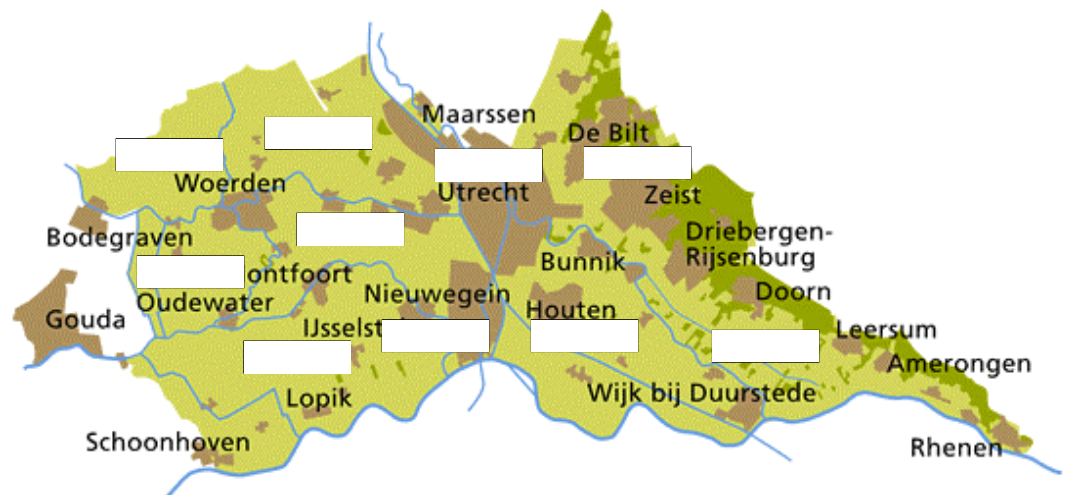 Maarssen
De Bilt
Woerden
Utrecht
Zeist
Bodegraven
Driebergen-
Rijsenburg
Bunnik
ontfoort
Oudewater
Nieuwegein
Doorn
Houten
Gouda
IJsselst
Leersum
Amerongen
Lopik
Wijk bij Duurstede
Schoonhoven
Rhenen